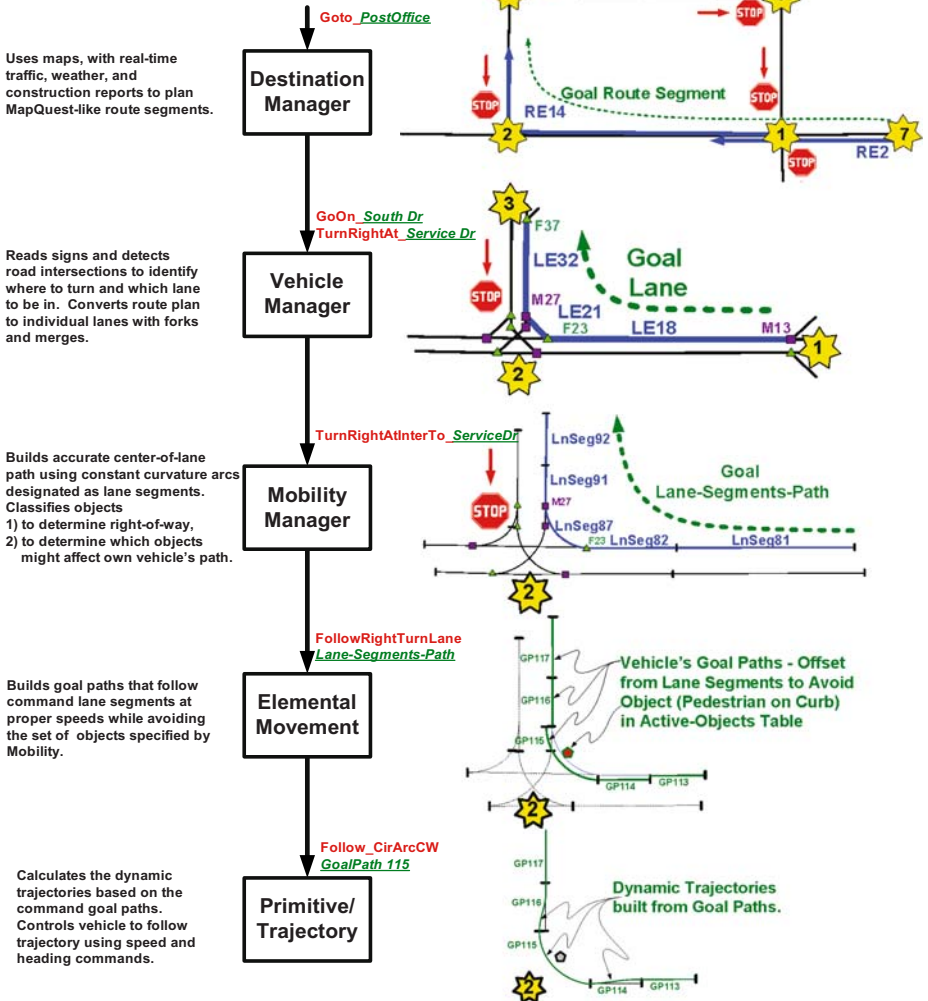 Goto_PostOffice
STOP
Uses maps, with real-time
traffic, weather, and
construction reports to plan
MapQuest-like route segments.
Destination
Manager
STOP
STOP
Goal Route Segment
RE14
2
1
7
STOP
RE2
GoOn_South Dr
TurnRightAt_Service Dr
Reads signs and detects
road intersections to identify
where to turn and which lane
to be in. Converts route plan
to individual lanes with forks
and merges.
Vehicle
Manager
3
F37
STOP
LE32
Goal
Lane
M27
LE21
F23
LE18
M13
1
2
TurnRightAtInterTo_ServiceDr
Builds accurate center-of-lane
path using constant curvature arcs
designated as lane segments.
Classifies objects
1) to determine right-of-way,
2) to determine which objects
might affect own vehicle's path.
Mobility
Manager
STOP
LnSeg92
LnSeg91
M27
LnSeg87
F23
LnSeg82
LnSeg81
Goal
Lane-Segments-Path
2
FollowRightTurnLane
Lane-Segments-Path
Builds goal paths that follow
command lane segments at
proper speeds while avoiding
the set of objects specified by
Mobility.
Elemental
Movement
GP117
GP116
GP115
GP114
GP113
Vehicle's Goal Paths - Offset
from Lane Segments to Avoid
Object (Pedestrian on Curb)
in Active-Objects Table
2
Follow_CirArcCW
GoalPath 115
Calculates the dynamic
trajectories based on the
command goal paths.
Controls vehicle to follow
trajectory using speed and
heading commands.
Primitive/
Trajectory
GP117
GP116
GP115
GP114
GP113
Dynamic Trajectories
built from Goal Paths.
2